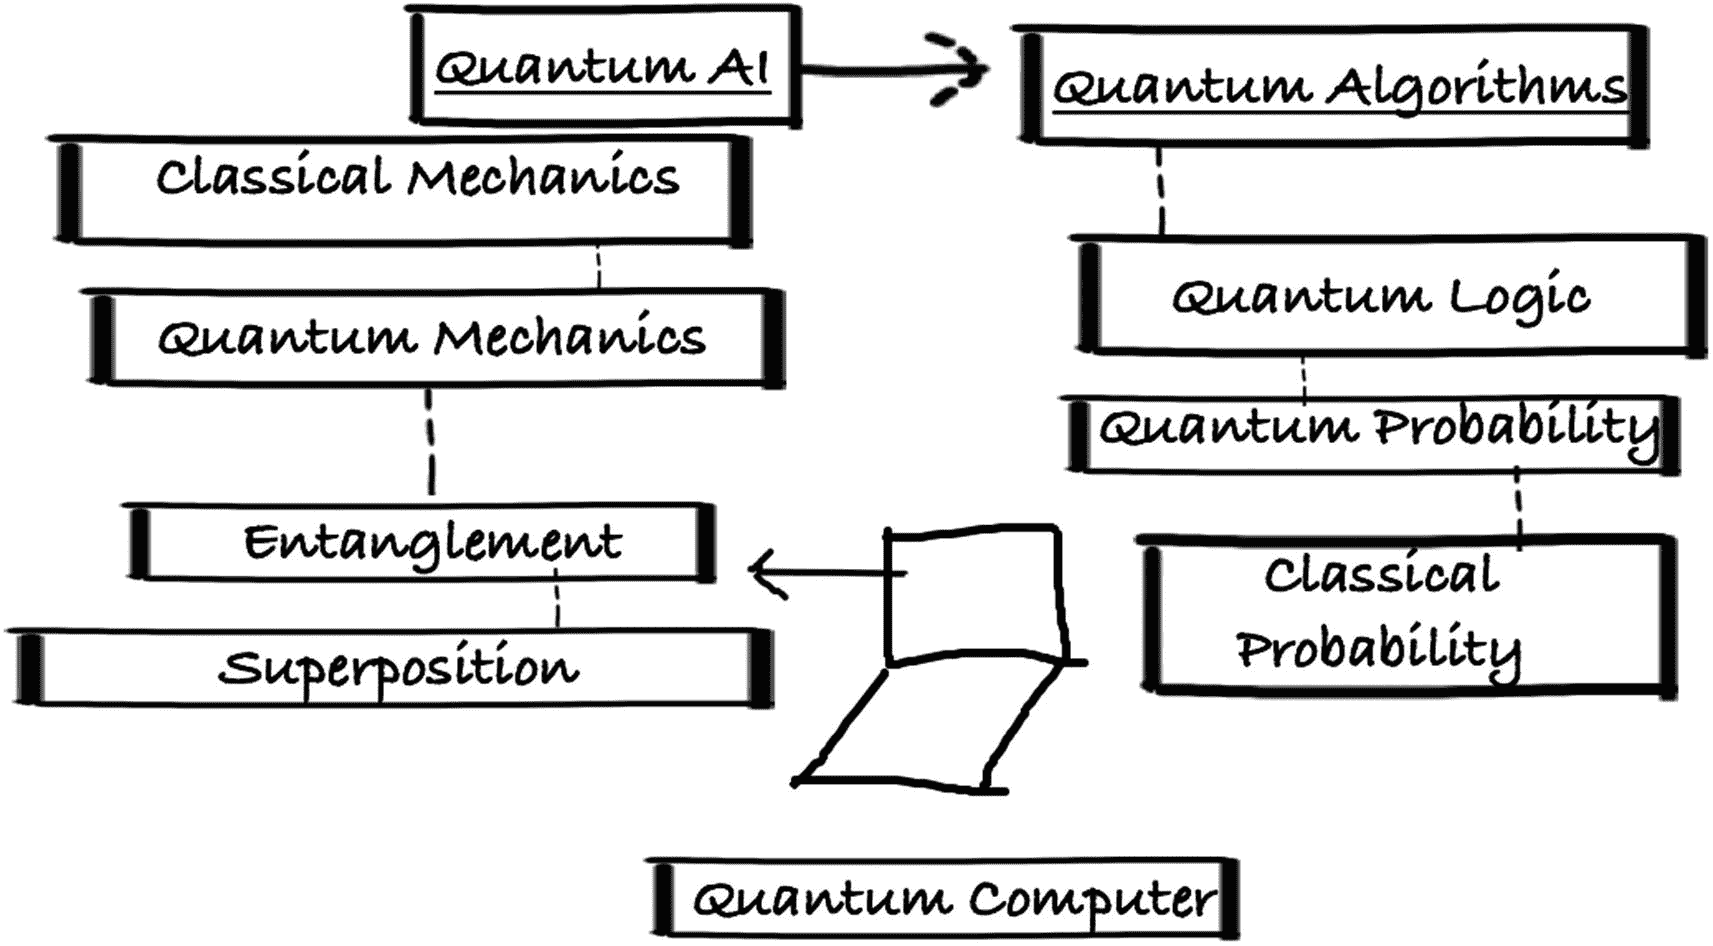 Quantum AI
Quantum Algorithms
Classical Mechanics
Quantum Mechanics
Entanglement
Superposition
Quantum Logic
Quantum Probability
Classical
Probability
Quantum Computer